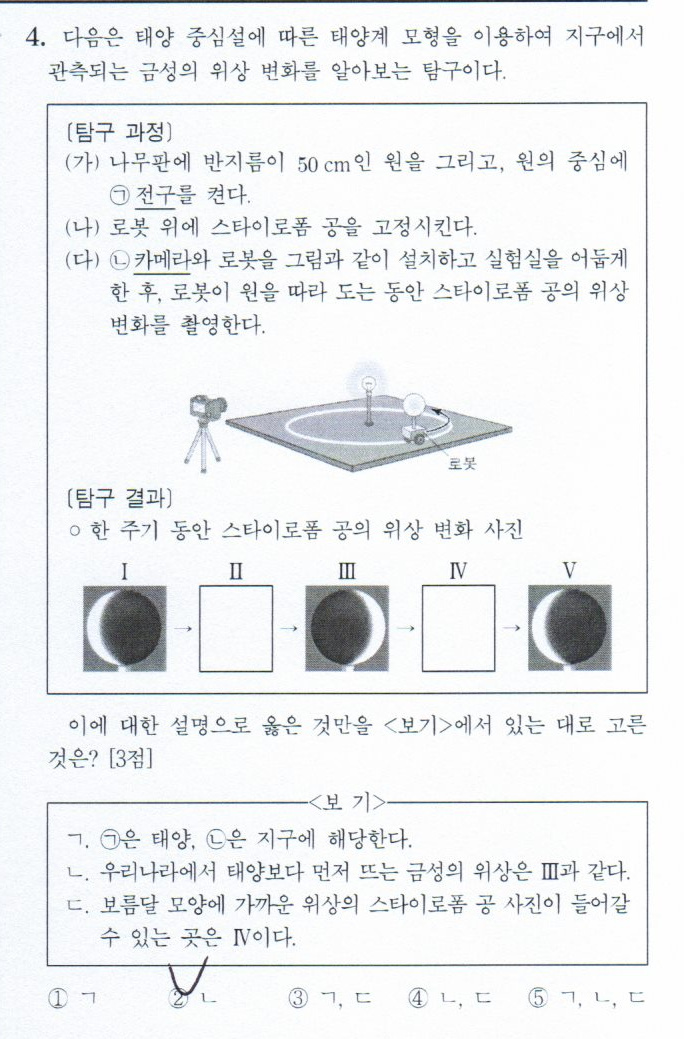 4. 다음은 태양 중심설에 따른 태양계 모형을 이용하여 지구에서
관측되는 금성의 위상 변화를 알아보는 탐구이다.
[탐구 과정]
(가) 나무판에 반지름이 50 cm인 원을 그리고, 원의 중심에
㉠전구를 켠다.
(나) 로봇 위에 스타이로폼 공을 고정시킨다.
(다) ㉡카메라와 로봇을 그림과 같이 설치하고 실험실을 어둡게
한 후, 로봇이 원을 따라 도는 동안 스타이로폼 공의 위상
변화를 촬영한다.
로봇
[탐구 결과]
○ 한 주기 동안 스타이로폼 공의 위상 변화 사진
Ⅰ Ⅱ Ⅲ Ⅳ Ⅴ
이에 대한 설명으로 옳은 것만을 <보기>에서 있는 대로 고른
것은? [3점]
<보 기>
ㄱ. ㉠은 태양, ㉡은 지구에 해당한다.
ㄴ. 우리나라에서 태양보다 먼저 뜨는 금성의 위상은 Ⅲ과 같다.
ㄷ. 보름달 모양에 가까운 위상의 스타이로폼 공 사진이 들어갈
수 있는 곳은 Ⅳ이다.
① ㄱ ② ㄴ ③ ㄱ, ㄷ ④ ㄴ, ㄷ ⑤ ㄱ, ㄴ, ㄷ